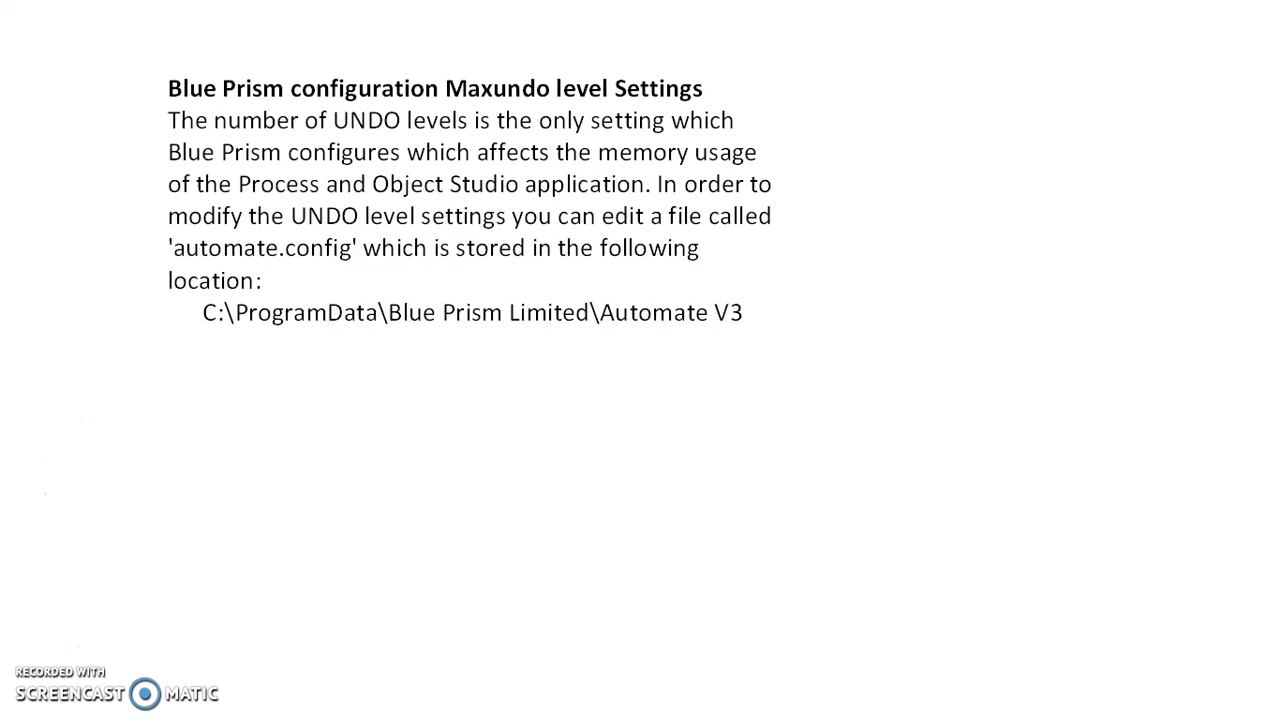 Blue Prism configuration Maxundo level Settings
The number of UNDO levels is the only setting which
Blue Prism configures which affects the memory usage
of the Process and Object Studio application. In order to
modify the UNDO level settings you can edit a file called
'automate.config' which is stored in the following
location:
C:\ProgramData\Blue Prism Limited\Automate V3
RECORDED WITH
SCREENCAST MATIC